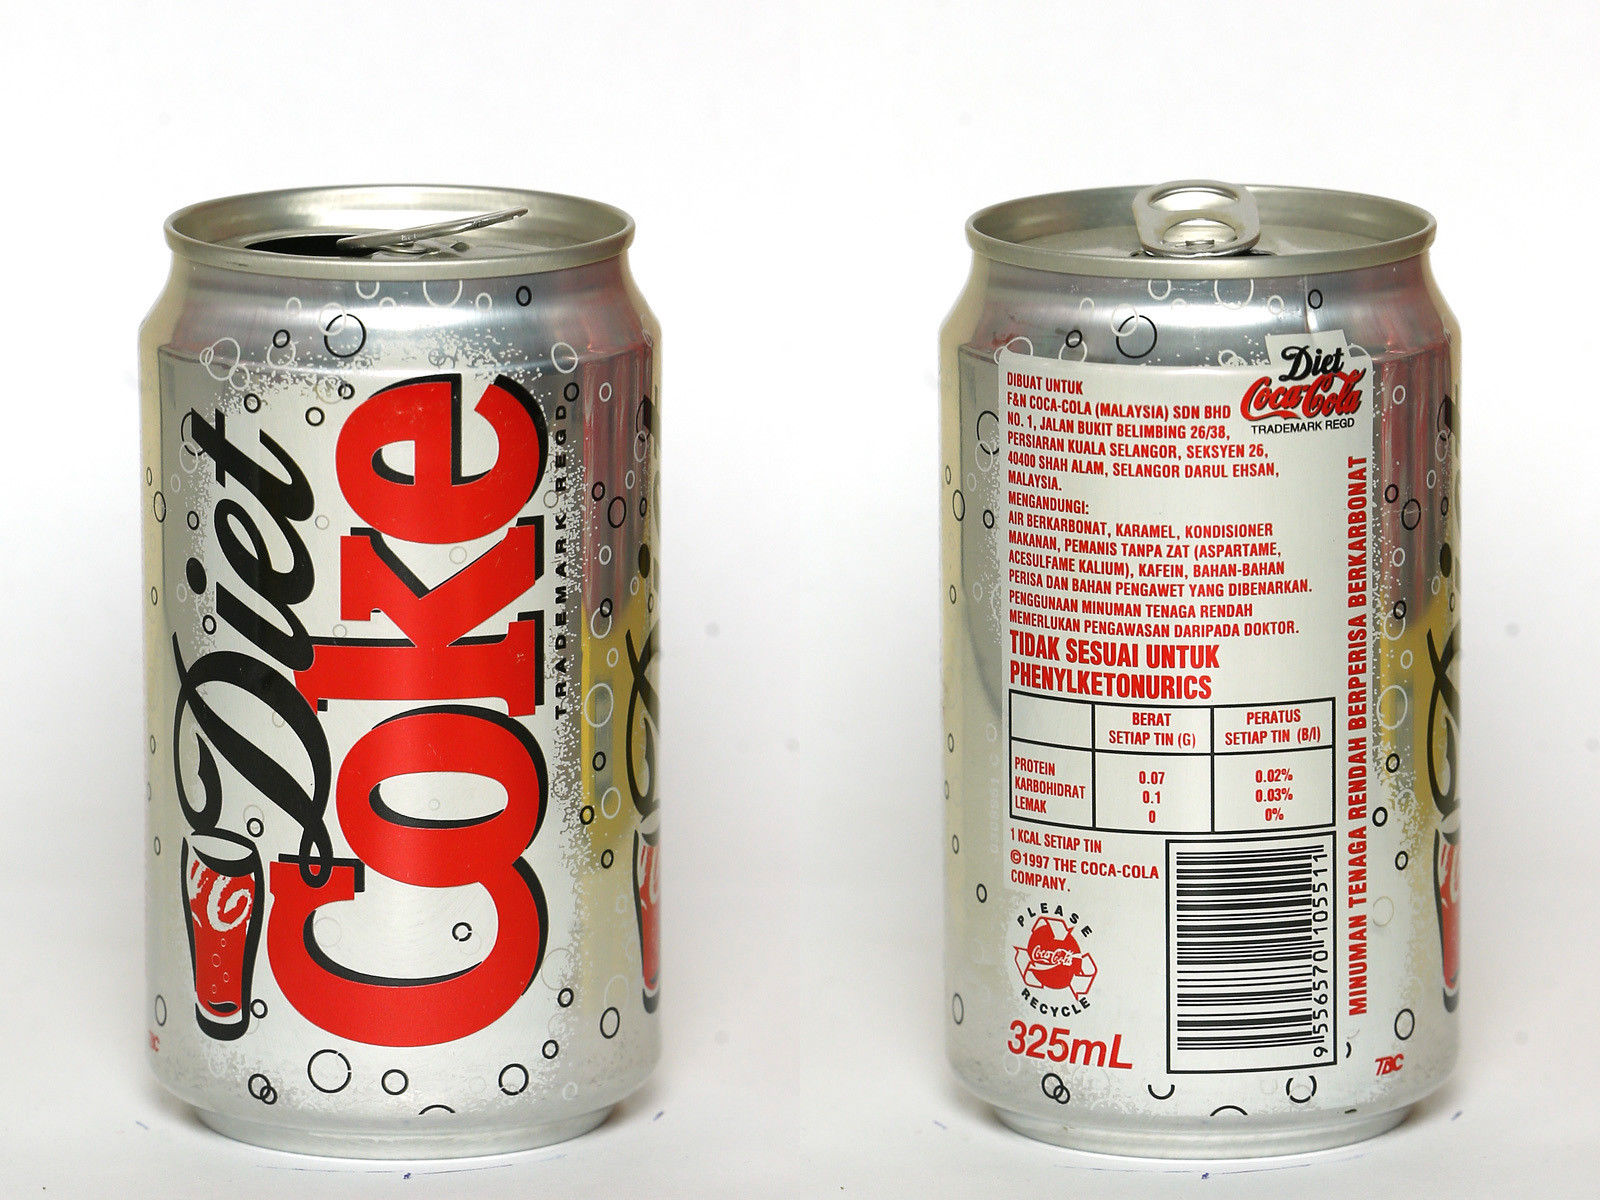 Diet
Coke
TRADEMARK REGD
TBC
Diet
Coca-Cola
TRADEMARK REGD
DIBUAT UNTUK
F&N COCA-COLA (MALAYSIA) SDN BHD
NO. 1, JALAN BUKIT BELIMBING 26/38,
PERSIARAN KUALA SELANGOR, SEKSYEN 26,
40400 SHAH ALAM, SELANGOR DARUL EHSAN,
MALAYSIA.
MENGANDUNGI:
AIR BERKARBONAT, KARAMEL, KONDISIONER
MAKANAN, PEMANIS TANPA ZAT (ASPARTAME,
ACESULFAME KALIUM), KAFEIN, BAHAN-BAHAN
PERISA DAN BAHAN PENGAWET YANG DIBENARKAN.
PENGGUNAAN MINUMAN TENAGA RENDAH
MEMERLUKAN PENGAWASAN DARIPADA DOKTOR.
TIDAK SESUAI UNTUK
PHENYLKETONURICS
BERAT PERATUS
SETIAP TIN (G) SETIAP TIN (B/I)
PROTEIN 0.07 0.02%
KARBOHIDRAT 0.1 0.03%
LEMAK 0 0%
1 KCAL SETIAP TIN
©1997 THE COCA-COLA
COMPANY.
PLEASE
Coca-Cola
RECYCLE
325mL
9 556570 105511
MINUMAN TENAGA RENDAH BERPERISA BERKARBONAT
TBC